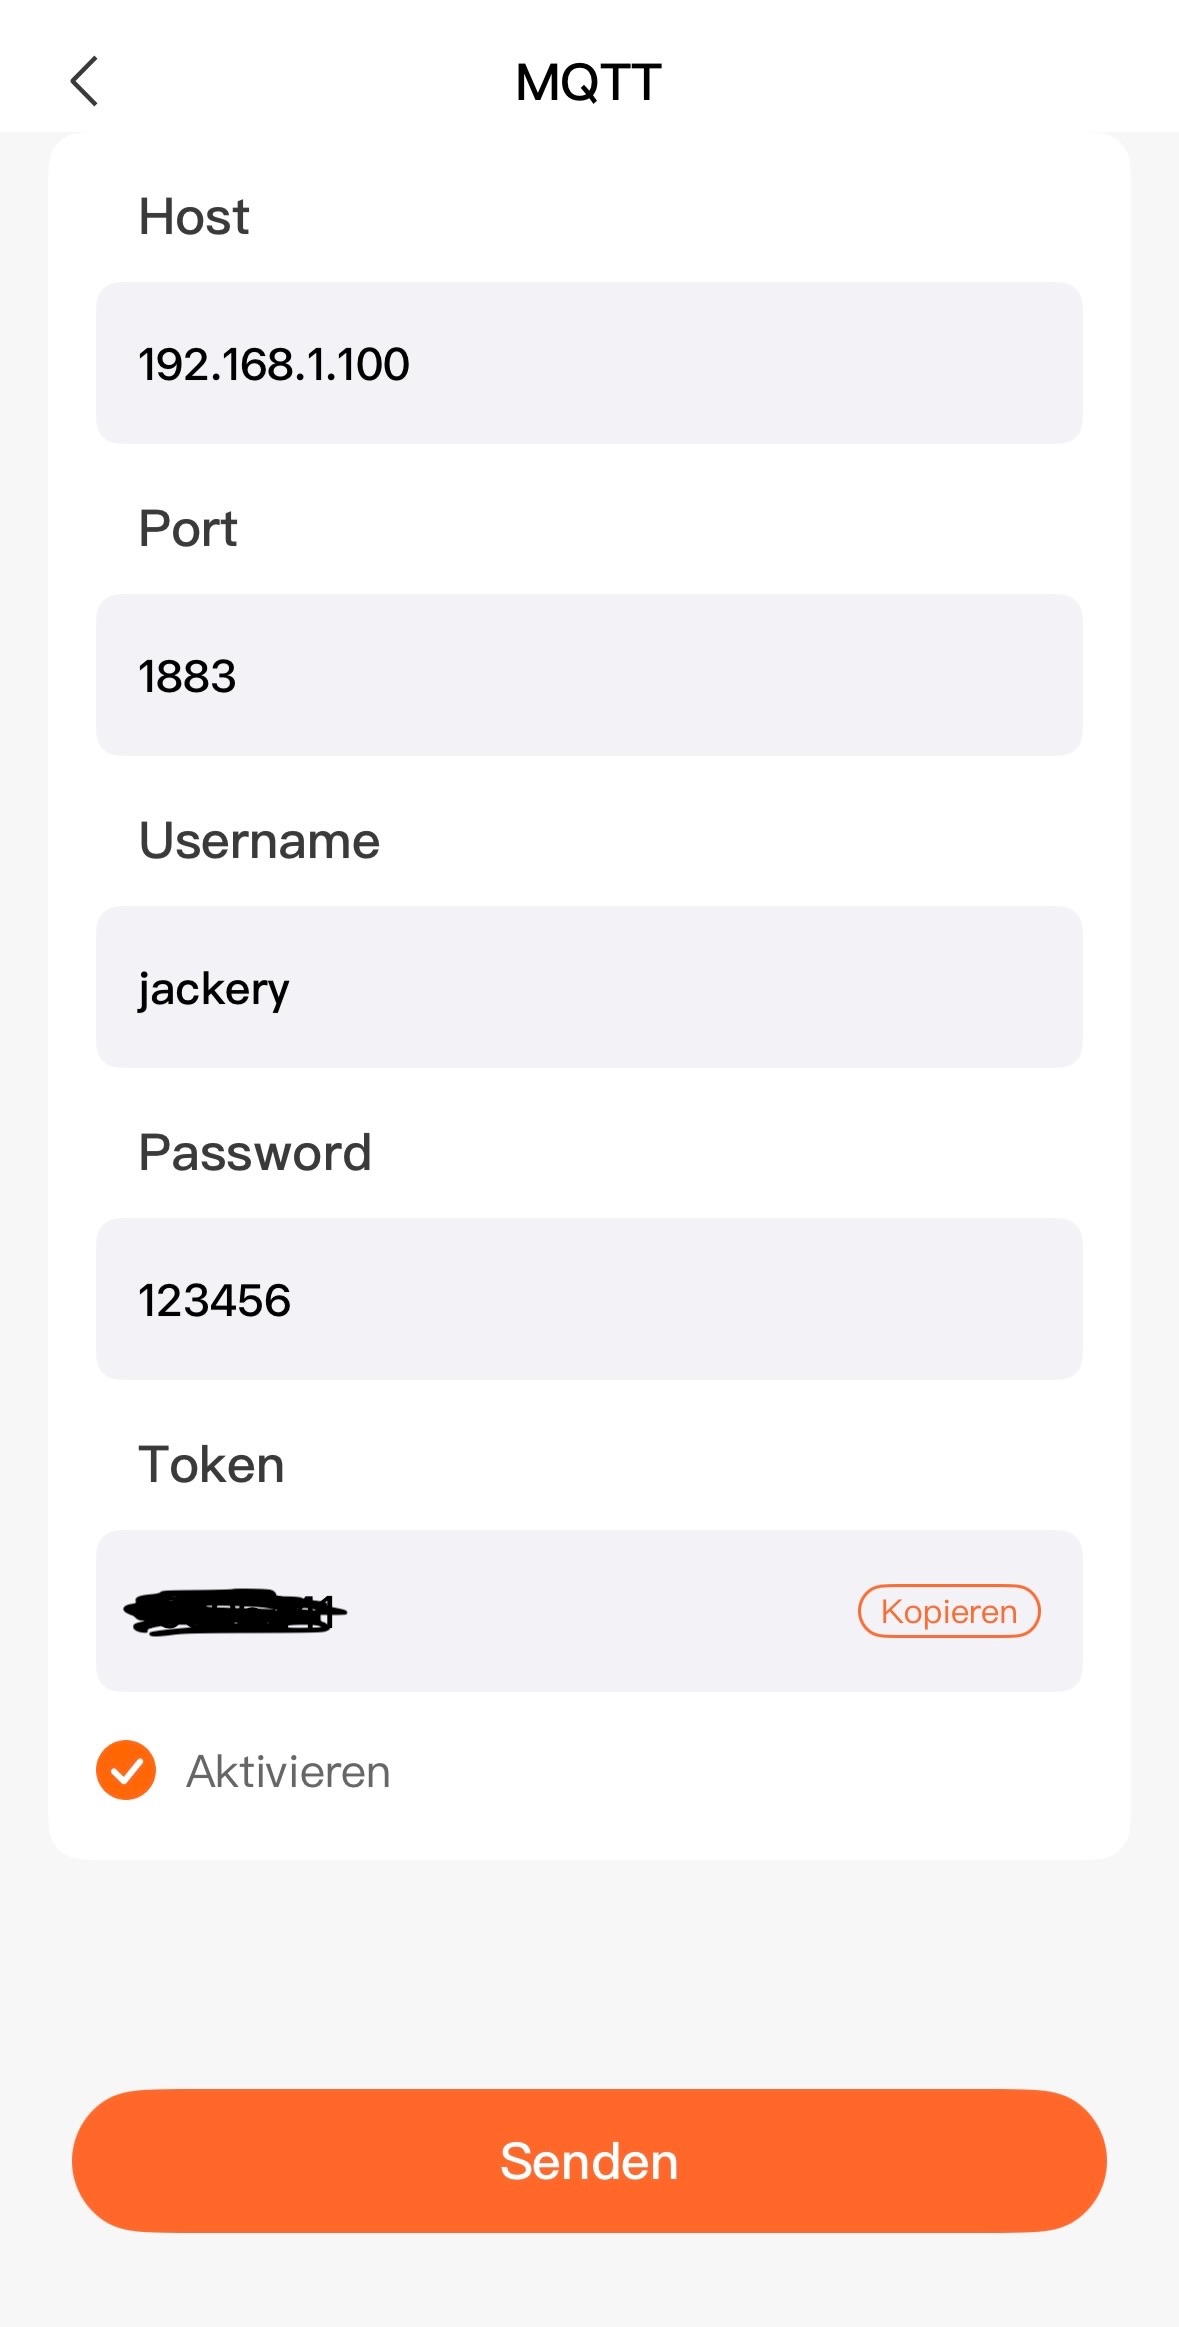 MQTT
Host
192.168.1.100
Port
1883
Username
jackery
Password
123456
Token
Kopieren
Aktivieren
Senden